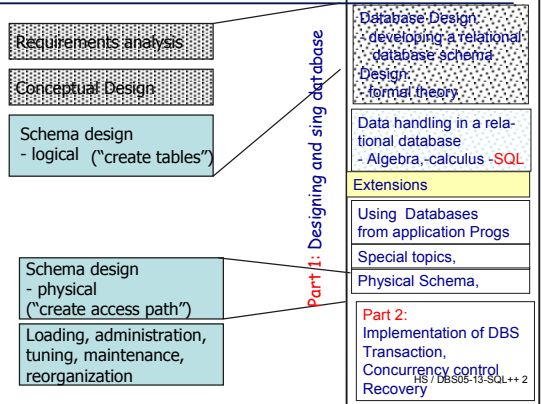 Requirements analysis
Conceptual Design
Schema design
- logical ("create tables")
Schema design
- physical
("create access path")
Loading, administration,
tuning, maintenance,
reorganization
Part 1: Designing and sing database
Database Design:
- developing a relational
database schema
Design:
- formal theory
Data handling in a rela-
tional database
- Algebra,-calculus -SQL
Extensions
Using Databases
from application Progs
Special topics,
Physical Schema,
Part 2:
Implementation of DBS
Transaction,
Concurrency control
Recovery
HS / DBS05-13-SQL++ 2